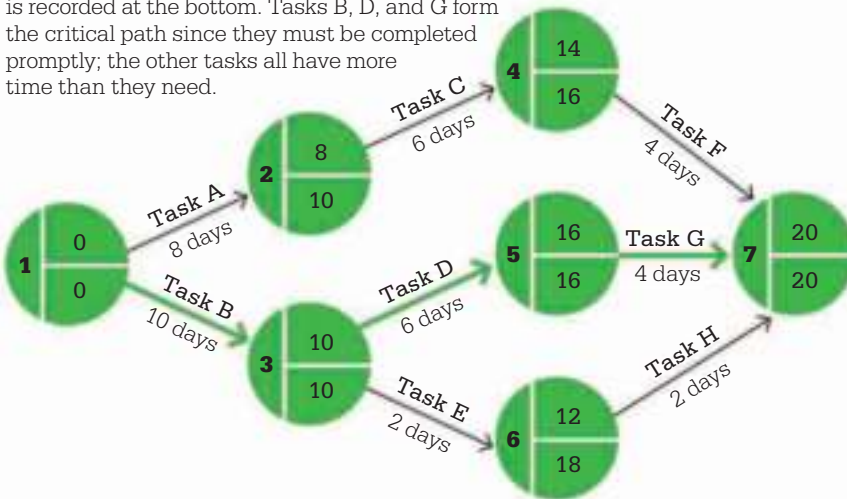 is recorded at the bottom. Tasks B, D, and G form
the critical path since they must be completed
promptly; the other tasks all have more
time than they need.
1
0
0
Task A
8 days
Task B
10 days
2
8
10
3
10
10
Task C
6 days
Task D
6 days
Task E
2 days
4
14
16
5
16
16
6
12
18
Task F
4 days
Task G
4 days
Task H
2 days
7
20
20